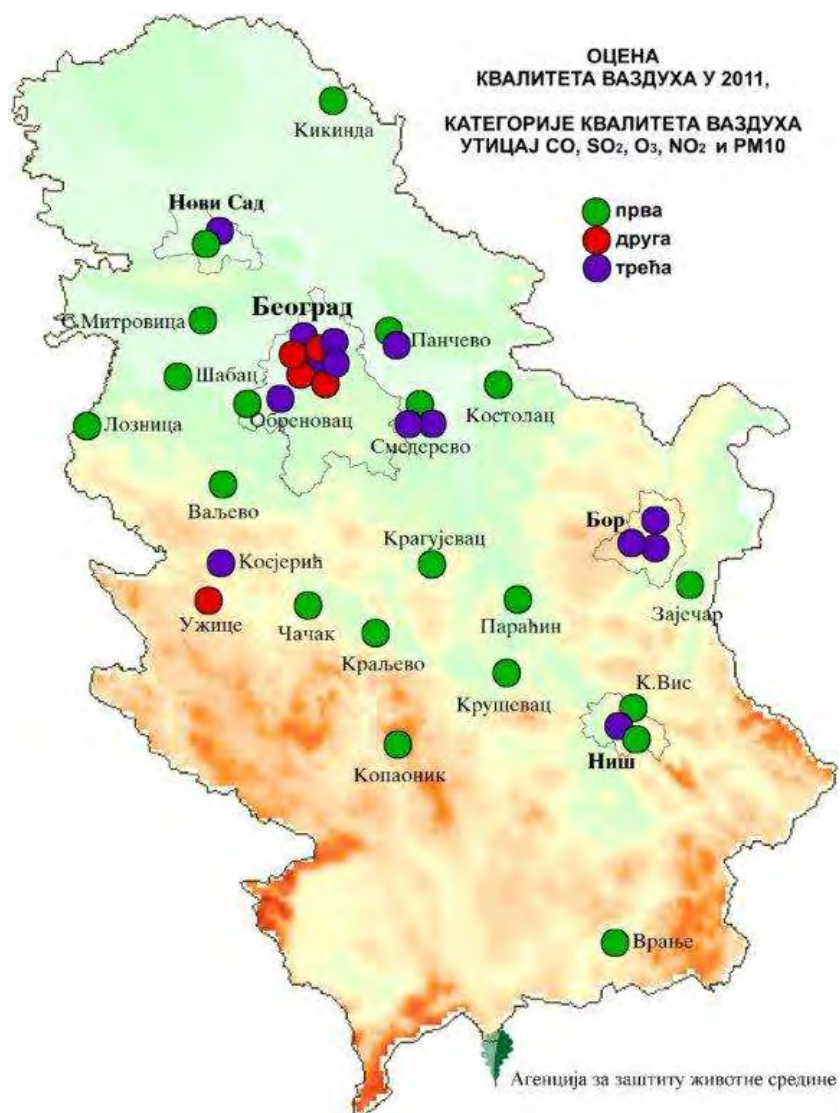 ОЦЕНА
КВАЛИТЕТА ВАЗДУХА У 2011,
КАТЕГОРИЈЕ КВАЛИТЕТА ВАЗДУХА
УТИЦАЈ CO, SO₂, O₃, NO₂ и PM10
прва
друга
трећа
Кикинда
Нови Сад
Београд
С.Митровица
Панчево
Шабац
Костолац
Обреновац
Лозница
Смедерево
Ваљево
Бор
Крагујевац
Косјерић
Зајечар
Ужице
Чачак
Параћин
Краљево
К.Вис
Крушевац
Копаоник
Ниш
Врање
Агенција за заштиту животне средине